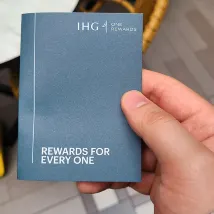 IHG ONE
REWARDS
REWARDS FOR
EVERY ONE